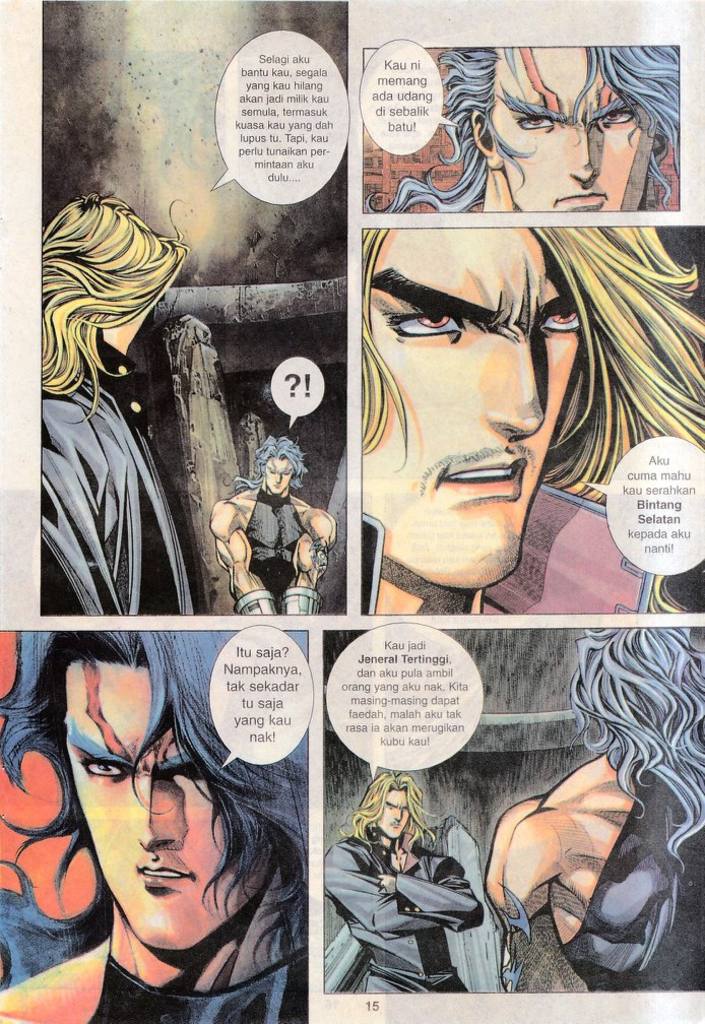 Selagi aku
bantu kau, segala
yang kau hilang
akan jadi milik kau
semula, termasuk
kuasa kau yang dah
lupus tu. Tapi, kau
perlu tunaikan per-
mintaan aku
dulu....
?!
Kau ni
memang
ada udang
di sebalik
batu!
Aku
cuma mahu
kau serahkan
Bintang
Selatan
kepada aku
nanti!
Itu saja?
Nampaknya,
tak sekadar
tu saja
yang kau
nak!
Kau jadi
Jeneral Tertinggi,
dan aku pula ambil
orang yang aku nak. Kita
masing-masing dapat
faedah, malah aku tak
rasa ia akan merugikan
kubu kau!
15